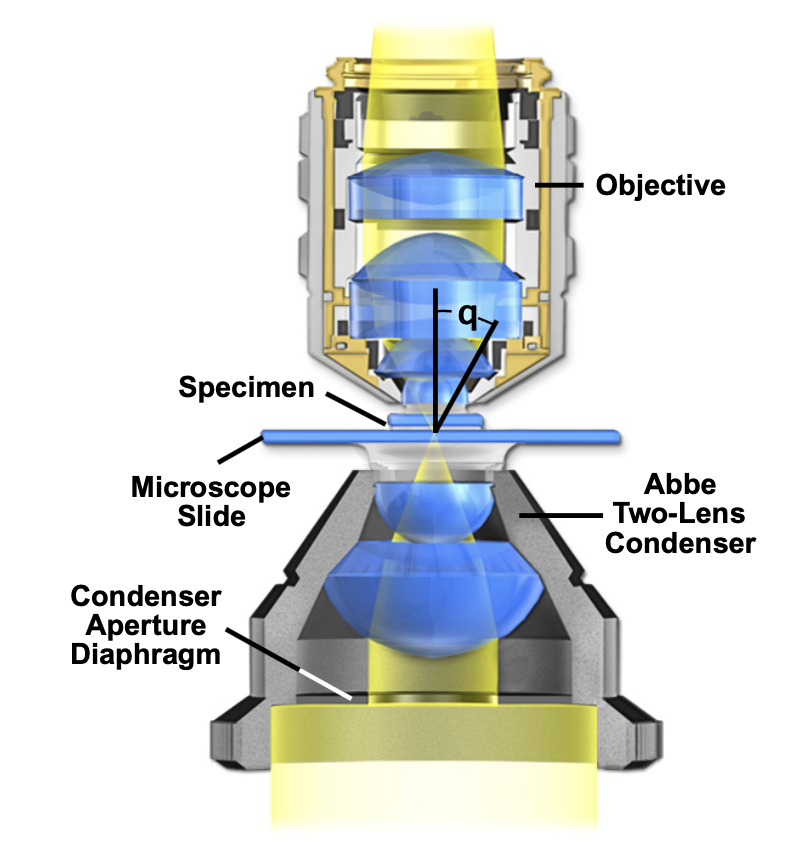 Objective
q
Specimen
Microscope
Slide
Abbe
Two-Lens
Condenser
Condenser
Aperture
Diaphragm